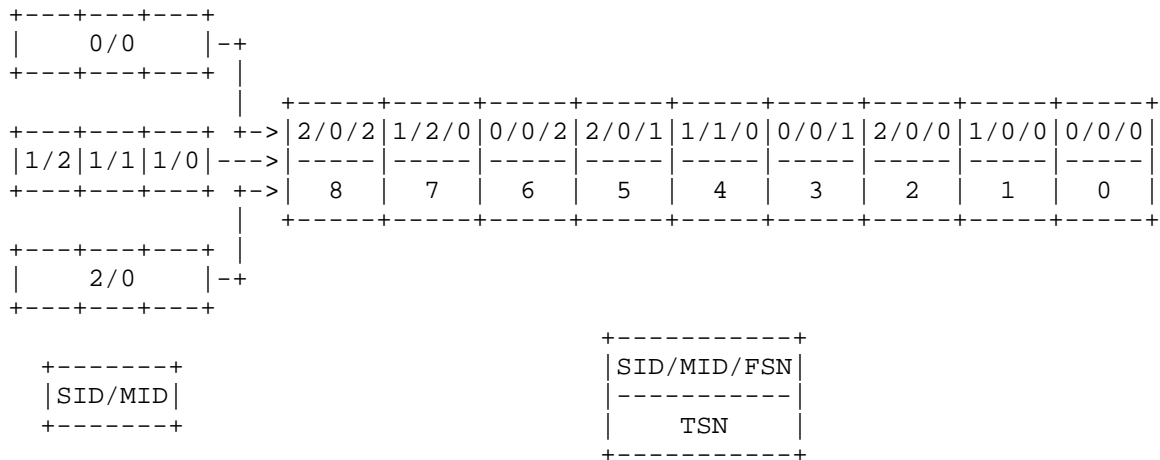 +---+---+---+
|    0/0    |-+
+---+---+---+ |
              |  +-----+-----+-----+-----+-----+-----+-----+-----+-----+
+---+---+---+ +->|2/0/2|1/2/0|0/0/2|2/0/1|1/1/0|0/0/1|2/0/0|1/0/0|0/0/0|
|1/2|1/1|1/0|--->|-----|-----|-----|-----|-----|-----|-----|-----|-----|
+---+---+---+ +->|  8  |  7  |  6  |  5  |  4  |  3  |  2  |  1  |  0  |
              |  +-----+-----+-----+-----+-----+-----+-----+-----+-----+
+---+---+---+ |
|    2/0    |-+
+---+---+---+
                                     +-----------+
  +-------+                          |SID/MID/FSN|
  |SID/MID|                          |-----------|
  +-------+                          |    TSN    |
                                     +-----------+